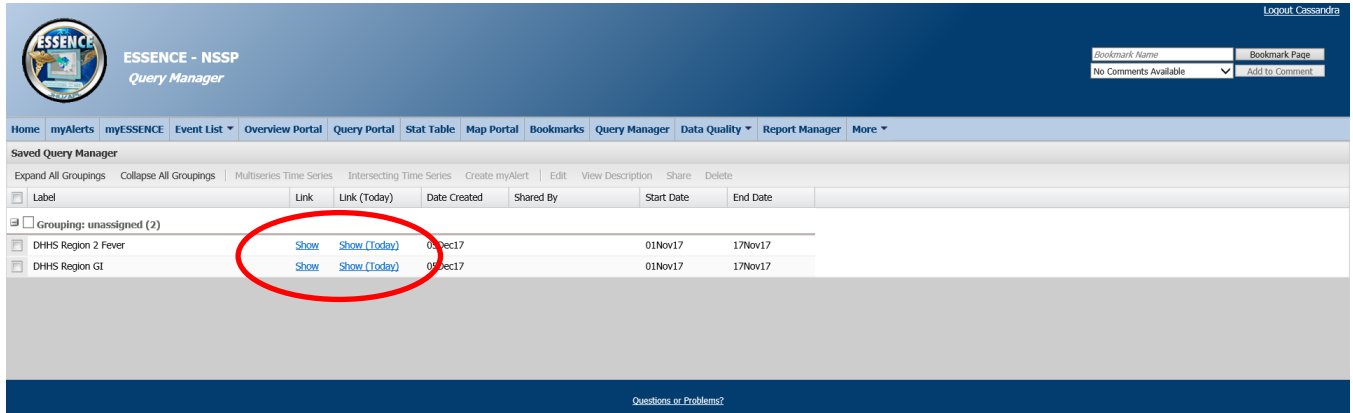 Logout Cassandra
ESSENCE
ESSENCE - NSSP
Query Manager
Bookmark Name Bookmark Page
No Comments Available Add to Comment
Home myAlerts myESSENCE Event List Overview Portal Query Portal Stat Table Map Portal Bookmarks Query Manager Data Quality Report Manager More
Saved Query Manager
Expand All Groupings Collapse All Groupings Multiseries Time Series Intersecting Time Series Create myAlert Edit View Description Share Delete
Label Link Link (Today) Date Created Shared By Start Date End Date
Grouping: unassigned (2)
DHHS Region 2 Fever Show Show (Today) 05Dec17 01Nov17 17Nov17
DHHS Region GI Show Show (Today) 05Dec17 01Nov17 17Nov17
Questions or Problems?